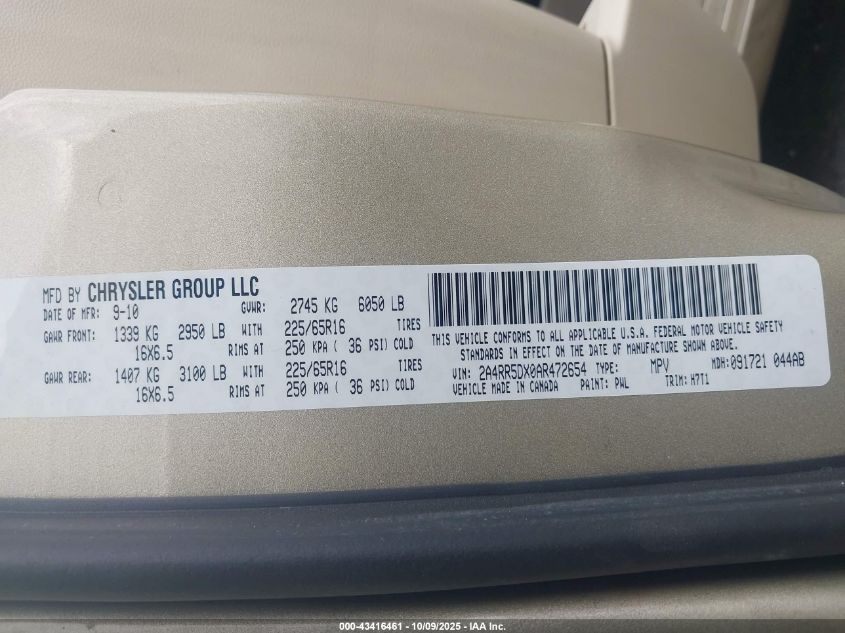 MFD BY CHRYSLER GROUP LLC
DATE OF MFR: 9-10 GVWR: 2745 KG 6050 LB
GAWR FRONT: 1339 KG 2950 LB WITH 225/65R16 TIRES
16X6.5 RIMS AT 250 KPA ( 36 PSI) COLD
GAWR REAR: 1407 KG 3100 LB WITH 225/65R16 TIRES
16X6.5 RIMS AT 250 KPA ( 36 PSI) COLD
THIS VEHICLE CONFORMS TO ALL APPLICABLE U.S.A. FEDERAL MOTOR VEHICLE SAFETY
STANDARDS IN EFFECT ON THE DATE OF MANUFACTURE SHOWN ABOVE.
VIN: 2A4RR5DX0AR472654 TYPE: MPV MDH: 091721 044AB
VEHICLE MADE IN CANADA PAINT: PWL TRIM: H7T1
000-43416461 - 10/09/2025 - IAA Inc.